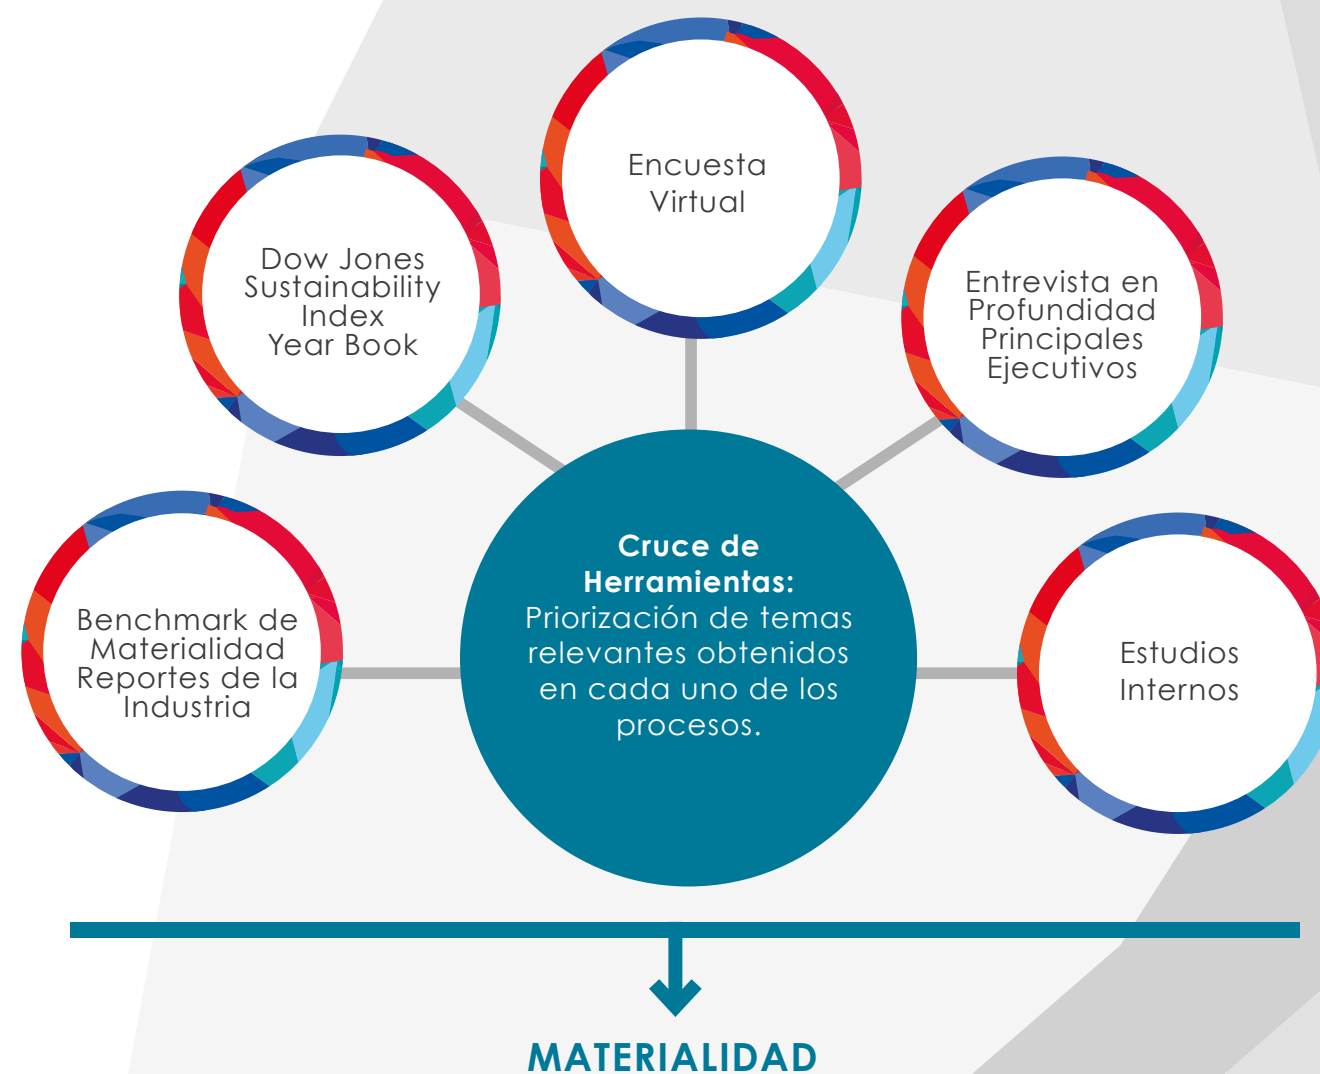 Encuesta
Virtual
Dow Jones
Sustainability
Index
Year Book
Entrevista en
Profundidad
Principales
Ejecutivos
Benchmark de
Materialidad
Reportes de la
Industria
Cruce de
Herramientas:
Priorización de temas
relevantes obtenidos
en cada uno de los
procesos.
Estudios
Internos
MATERIALIDAD